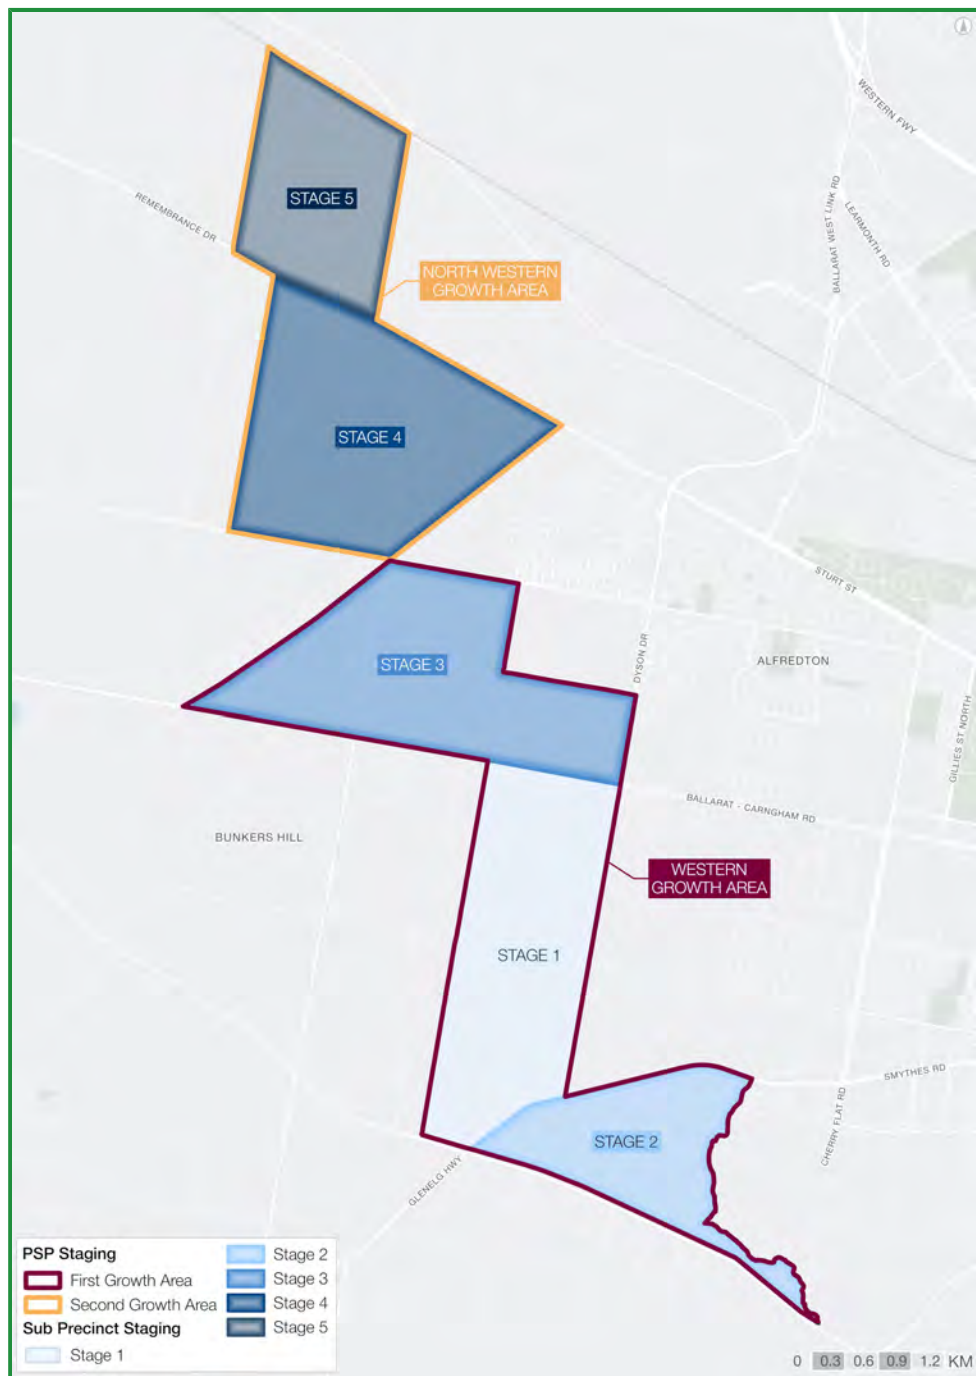 WESTERN FWY
BALLARAT WEST LINK RD
LEARMONTH RD
REMEMBRANCE DR
STAGE 5
NORTH WESTERN
GROWTH AREA
STAGE 4
STURT ST
DYSON DR
ALFREDTON
STAGE 3
GILLIES ST NORTH
BALLARAT - CARNGHAM RD
BUNKERS HILL
WESTERN
GROWTH AREA
STAGE 1
SMYTHES RD
CHERRY FLAT RD
STAGE 2
GLENELG HWY
PSP Staging
First Growth Area
Second Growth Area
Sub Precinct Staging
Stage 1
Stage 2
Stage 3
Stage 4
Stage 5
0 0.3 0.6 0.9 1.2 KM